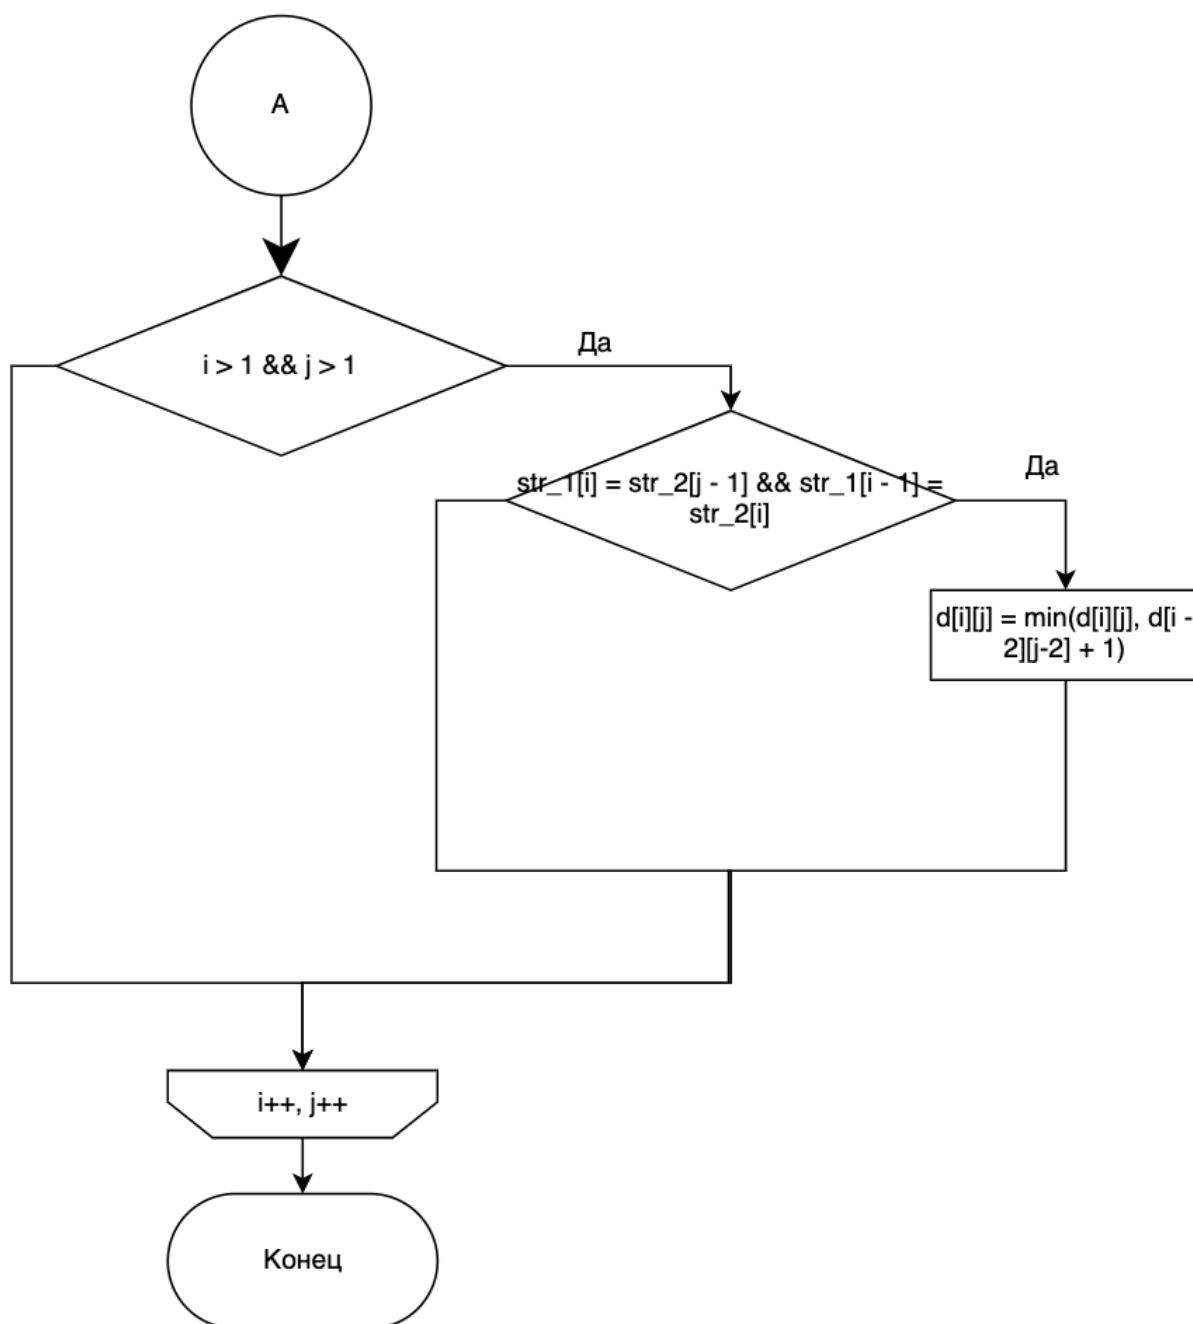 A
i > 1 && j > 1
Да
str_1[i] = str_2[j - 1] && str_1[i - 1] =
str_2[i]
Да
d[i][j] = min(d[i][j], d[i -
2][j-2] + 1)
i++, j++
Конец